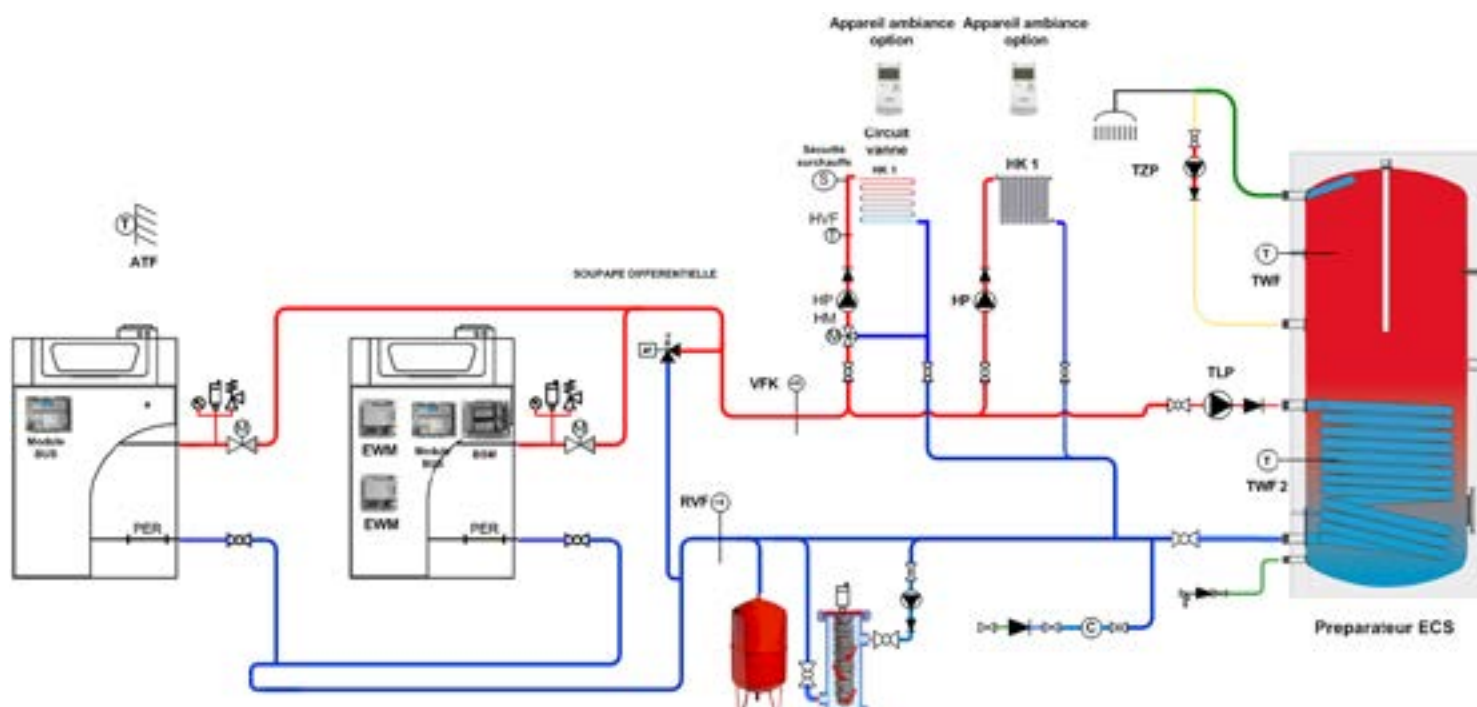 Appareil ambiance
option
Appareil ambiance
option
Circuit
vanne
HK 1
Sécurité
surchauffe
S
HK 1
HVF
T
TZP
T
TWF
T
ATF
SOUPAPE DIFFERENTIELLE
HP
HM
M
HP
VFK
TLP
Module
BUS
M
EWM
Module
BUS
BSM
M
EWM
T
TWF 2
PER
PER
RVF
C
Preparateur ECS